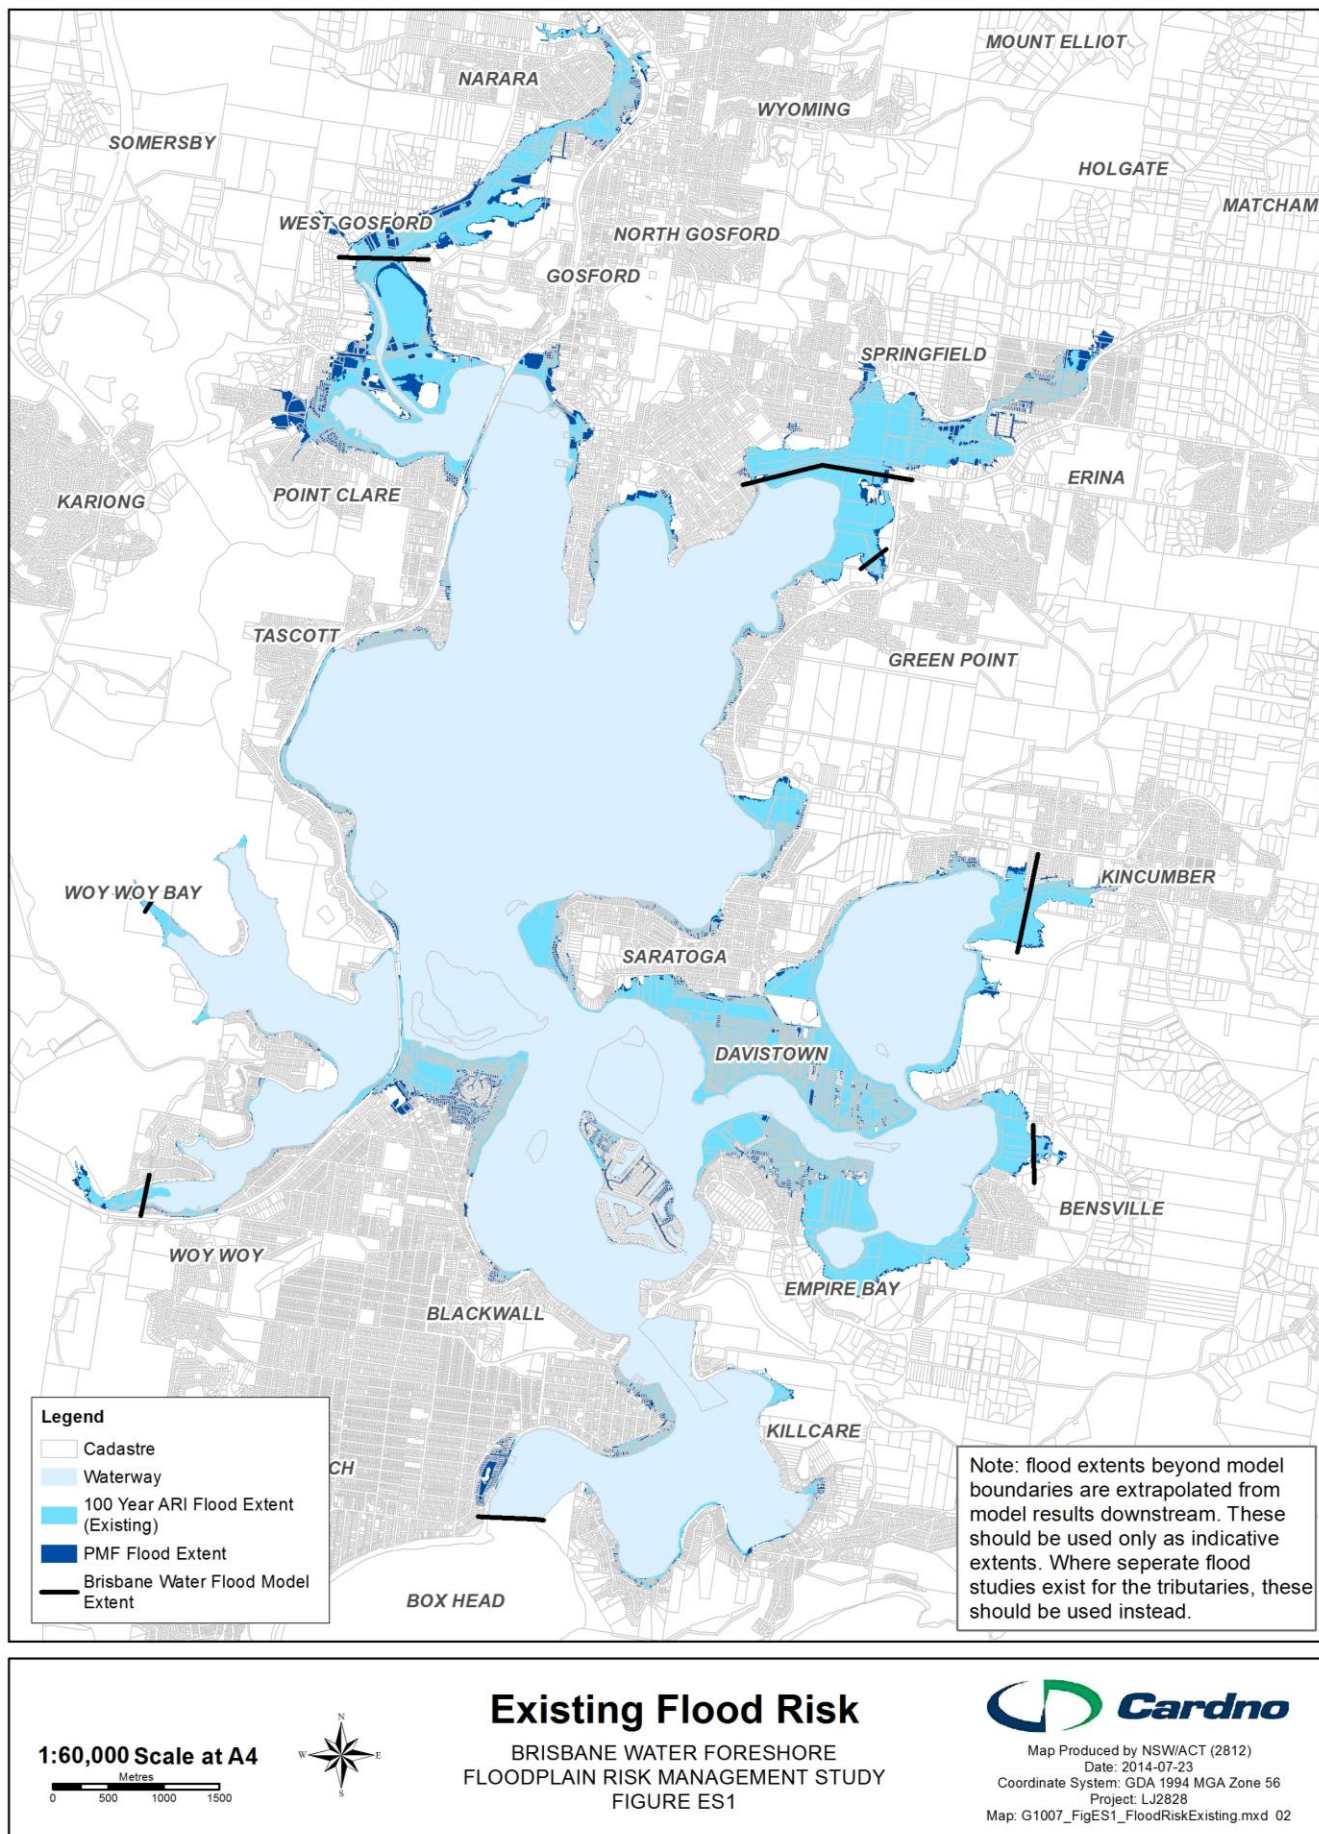 MOUNT ELLIOT
NARARA
WYOMING
SOMERSBY
HOLGATE
MATCHAM
WEST GOSFORD
NORTH GOSFORD
GOSFORD
SPRINGFIELD
ERINA
POINT CLARE
KARIONG
TASCOTT
GREEN POINT
KINCUMBER
WOY WOY BAY
SARATOGA
DAVISTOWN
BENSVILLE
WOY WOY
EMPIRE BAY
BLACKWALL
KILLCARE
CH
BOX HEAD
Legend
Cadastre
Waterway
100 Year ARI Flood Extent
(Existing)
PMF Flood Extent
Brisbane Water Flood Model
Extent
Note: flood extents beyond model
boundaries are extrapolated from
model results downstream. These
should be used only as indicative
extents. Where seperate flood
studies exist for the tributaries, these
should be used instead.
1:60,000 Scale at A4
Metres
0 500 1000 1500
N
W E
S
Existing Flood Risk
BRISBANE WATER FORESHORE
FLOODPLAIN RISK MANAGEMENT STUDY
FIGURE ES1
Cardno
Map Produced by NSW/ACT (2812)
Date: 2014-07-23
Coordinate System: GDA 1994 MGA Zone 56
Project: LJ2828
Map: G1007_FigES1_FloodRiskExisting.mxd 02